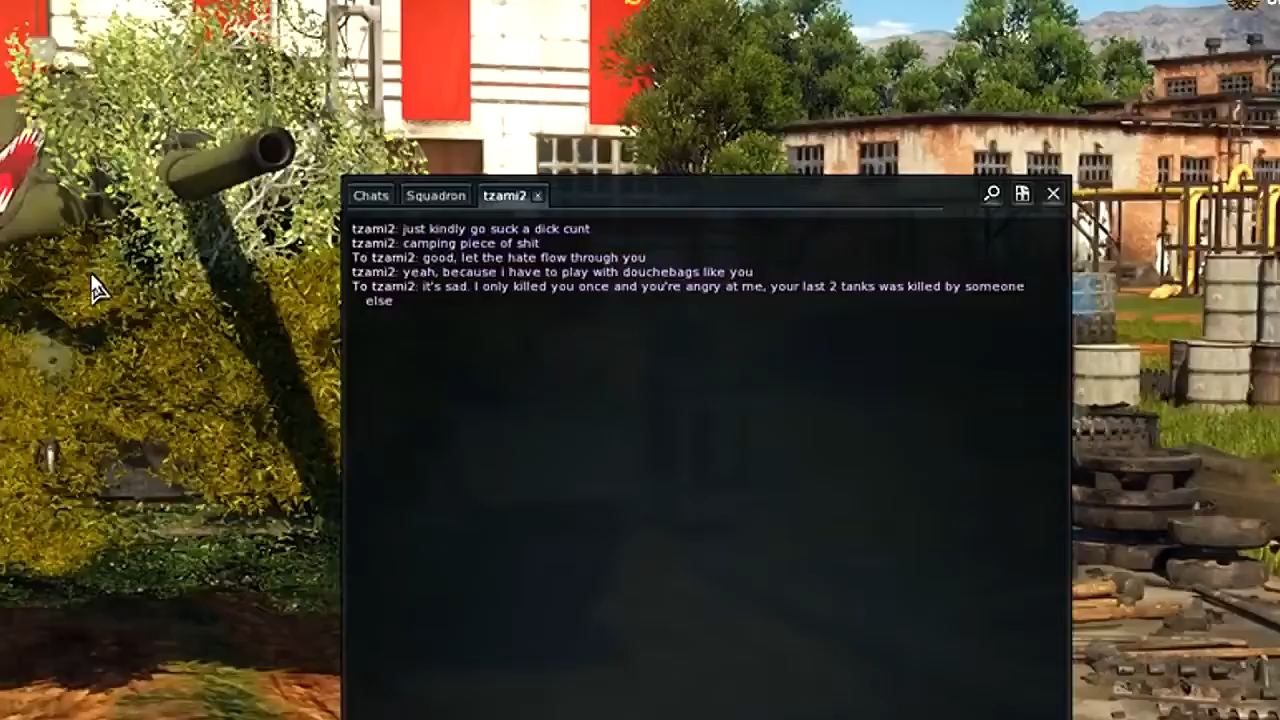 Chats Squadron tzami2 x
tzami2: just kindly go suck a dick cunt
tzami2: camping piece of shit
To tzami2: good, let the hate flow through you
tzami2: yeah, because i have to play with douchebags like you
To tzami2: it's sad. I only killed you once and you're angry at me, your last 2 tanks was killed by someone
else